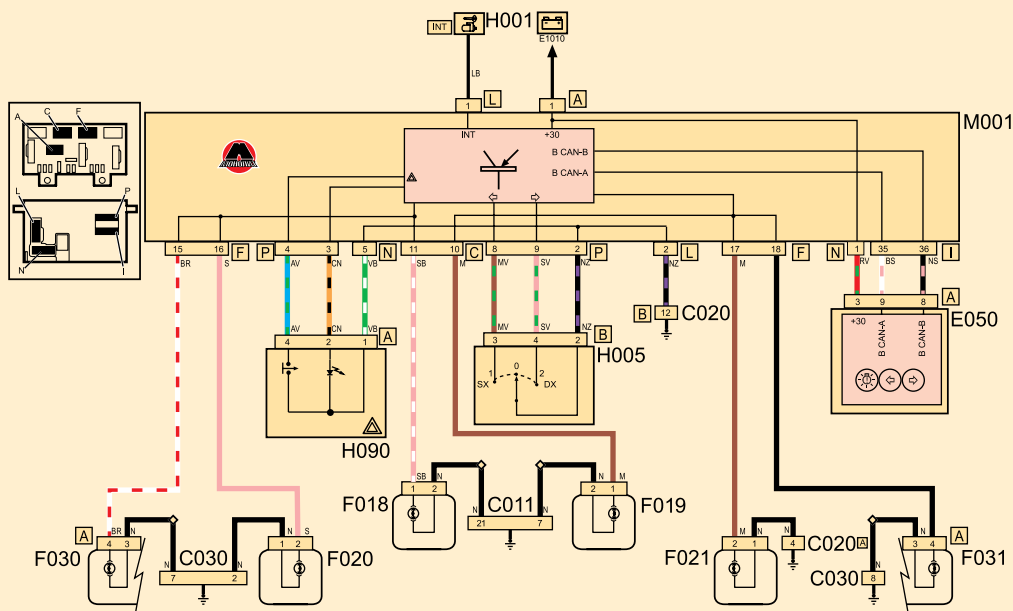 INT H001
E1010
LB
1 L 1 A
M001
C F
A
INT +30
B CAN-B
B CAN-A
L P
N I
15 16 F P 4 3 5 N 11 10 C 8 9 2 P 2 L 17 18 F N 1 35 36 I
BR S AV CN VB SB M MV SV NZ NZ M RV BS NS
B 12 C020
3 9 8 A
E050
AV CN VB
4 2 1 A
MV SV NZ
3 4 2 B
H005
+30 B CAN-A B CAN-B
1 0 2
SX DX
H090
SB N N M
1 2 2 1
F018 C011 F019
21 7
BR N N S M N N N N
A 4 3 1 2 2 1 4 C020 A 3 4 A
F030 C030 F020 F021 C030 F031
N N N
7 2 8